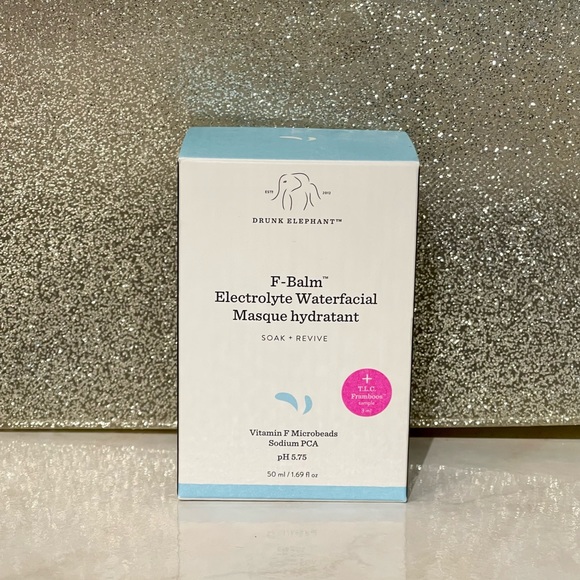 ESTD 2012
DRUNK ELEPHANT™
F-Balm™
Electrolyte Waterfacial
Masque hydratant
SOAK + REVIVE
+
T.L.C.
Framboos™
sample
Vitamin F Microbeads
Sodium PCA
pH 5.75
50 ml / 1.69 fl oz